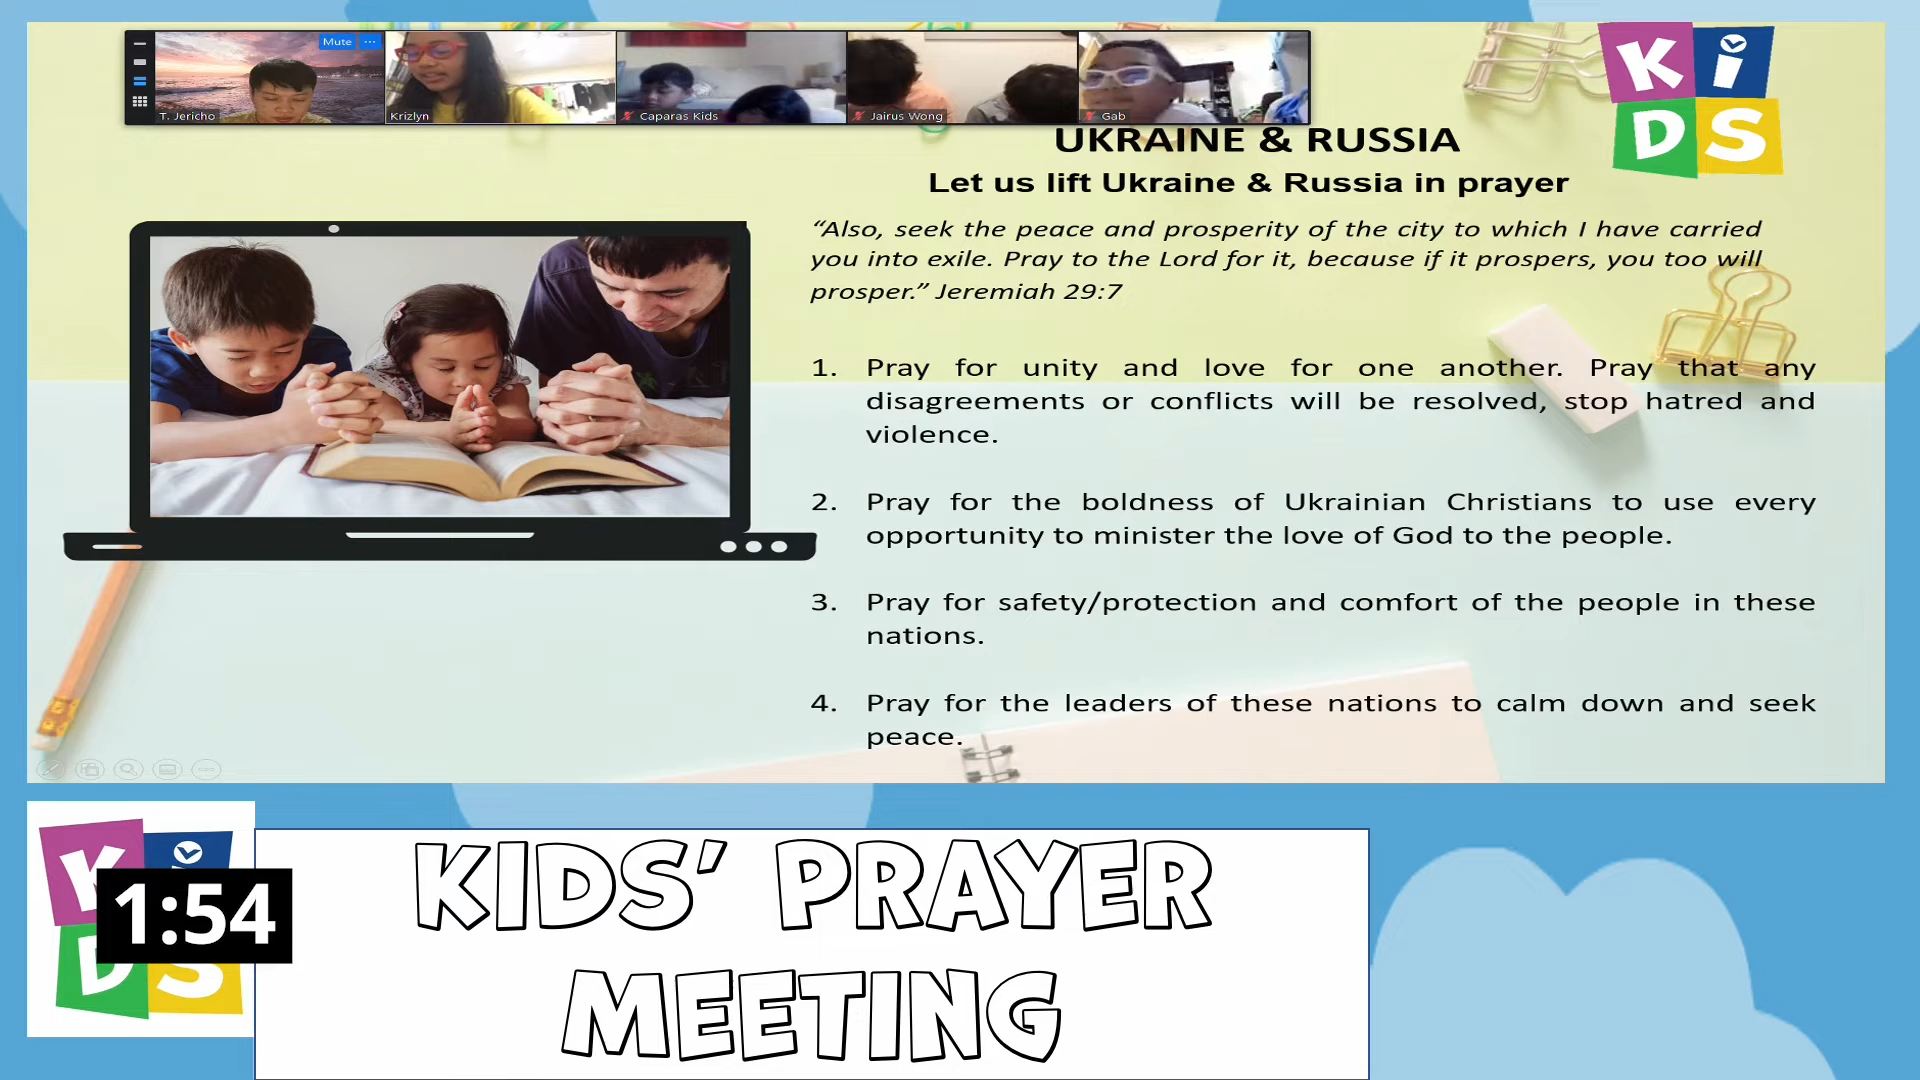 Mute
T. Jericho
Krizlyn
Caparas Kids
Jairus Wong
Gab
KiDS
UKRAINE & RUSSIA
Let us lift Ukraine & Russia in prayer
“Also, seek the peace and prosperity of the city to which I have carried
you into exile. Pray to the Lord for it, because if it prospers, you too will
prosper.” Jeremiah 29:7
1. Pray for unity and love for one another. Pray that any
disagreements or conflicts will be resolved, stop hatred and
violence.
2. Pray for the boldness of Ukrainian Christians to use every
opportunity to minister the love of God to the people.
3. Pray for safety/protection and comfort of the people in these
nations.
4. Pray for the leaders of these nations to calm down and seek
peace.
1:54
KIDS’ PRAYER
MEETING